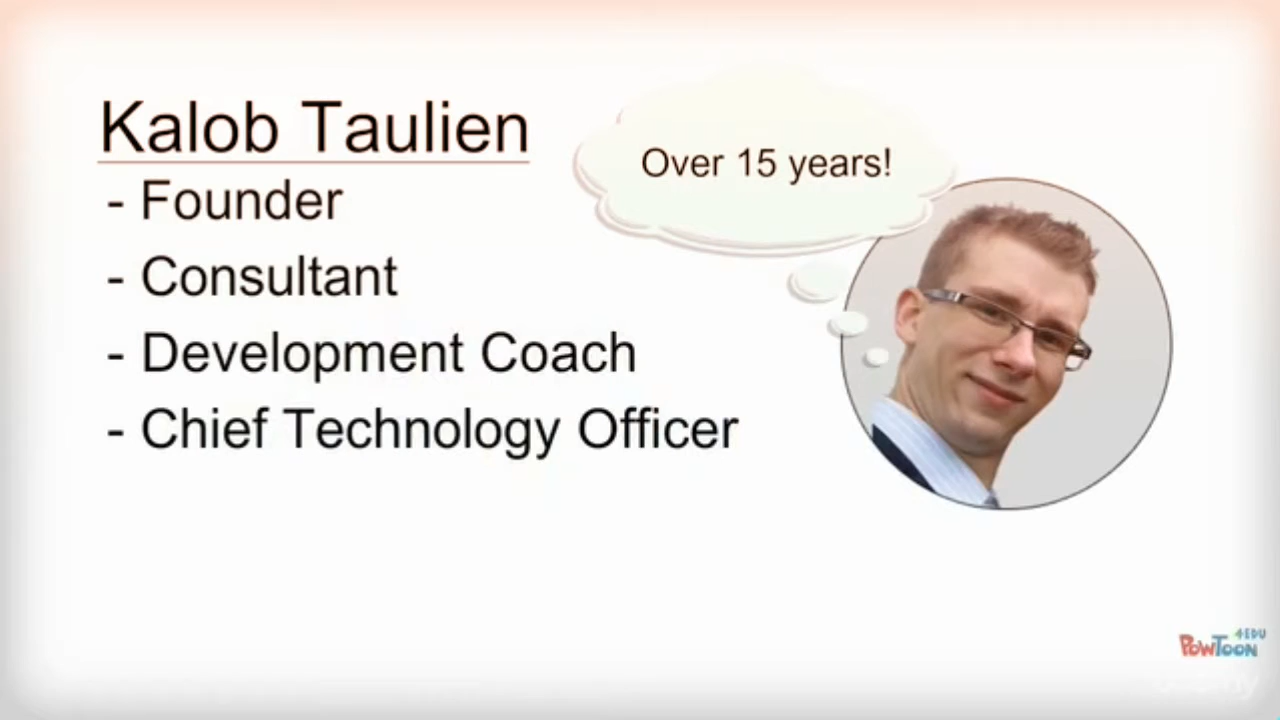 Kalob Taulien
Over 15 years!
- Founder
- Consultant
- Development Coach
- Chief Technology Officer
4EDU
POWTOON